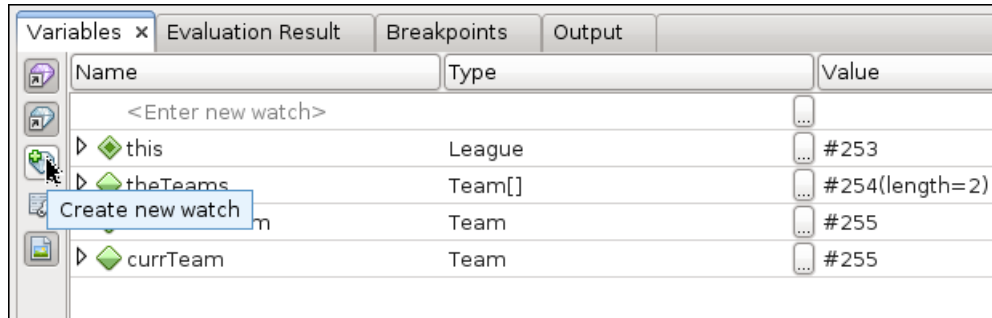 Variables × Evaluation Result Breakpoints Output
Name Type Value
<Enter new watch> ...
this League ... #253
theTeams Team[] ... #254(length=2)
Create new watch
m Team ... #255
currTeam Team ... #255